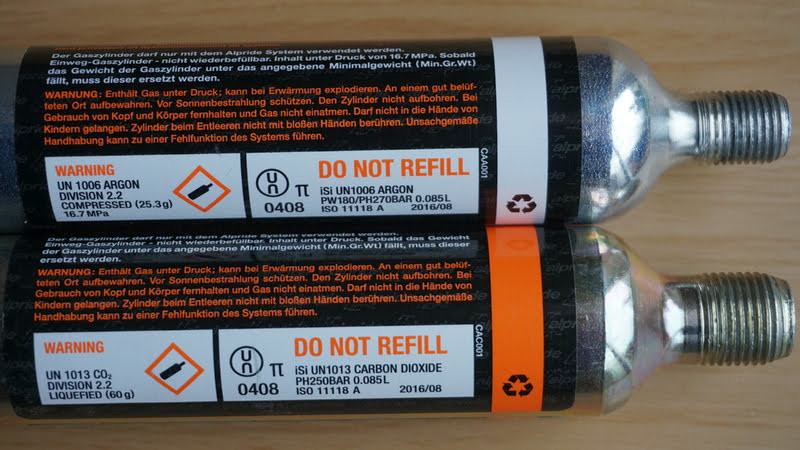 Der Gaszylinder darf nur mit dem Alpride System verwendet werden.
Einweg-Gaszylinder - nicht wiederbefüllbar. Inhalt unter Druck von 16.7 MPa. Sobald
das Gewicht der Gaszylinder unter das angegebene Minimalgewicht (Min.Gr.Wt)
fällt, muss dieser ersetzt werden.
WARNUNG: Enthält Gas unter Druck; kann bei Erwärmung explodieren. An einem gut belüf-
teten Ort aufbewahren. Vor Sonnenbestrahlung schützen. Den Zylinder nicht aufbohren. Bei
Gebrauch von Kopf und Körper fernhalten und Gas nicht einatmen. Darf nicht in die Hände von
Kindern gelangen. Zylinder beim Entleeren nicht mit bloßen Händen berühren. Unsachgemäße
Handhabung kann zu einer Fehlfunktion des Systems führen.
WARNING
UN 1006 ARGON
DIVISION 2.2
COMPRESSED (25.3 g)
16.7 MPa
UN π
0408
DO NOT REFILL
iSi UN1006 ARGON
PW180/PH270BAR 0.085L
ISO 11118 A 2016/08
CAA001
alpride
Der Gaszylinder darf nur mit dem Alpride System verwendet werden.
Einweg-Gaszylinder - nicht wiederbefüllbar. Inhalt unter Druck. Sobald das Gewicht
der Gaszylinder unter das angegebene Minimalgewicht (Min.Gr.Wt) fällt, muss dieser
ersetzt werden.
WARNUNG: Enthält Gas unter Druck; kann bei Erwärmung explodieren. An einem gut belüf-
teten Ort aufbewahren. Vor Sonnenbestrahlung schützen. Den Zylinder nicht aufbohren. Bei
Gebrauch von Kopf und Körper fernhalten und Gas nicht einatmen. Darf nicht in die Hände von
Kindern gelangen. Zylinder beim Entleeren nicht mit bloßen Händen berühren. Unsachgemäße
Handhabung kann zu einer Fehlfunktion des Systems führen.
WARNING
UN 1013 CO₂
DIVISION 2.2
LIQUEFIED (60 g)
UN π
0408
DO NOT REFILL
iSi UN1013 CARBON DIOXIDE
PH250BAR 0.085L
ISO 11118 A 2016/08
CAC001
alpride